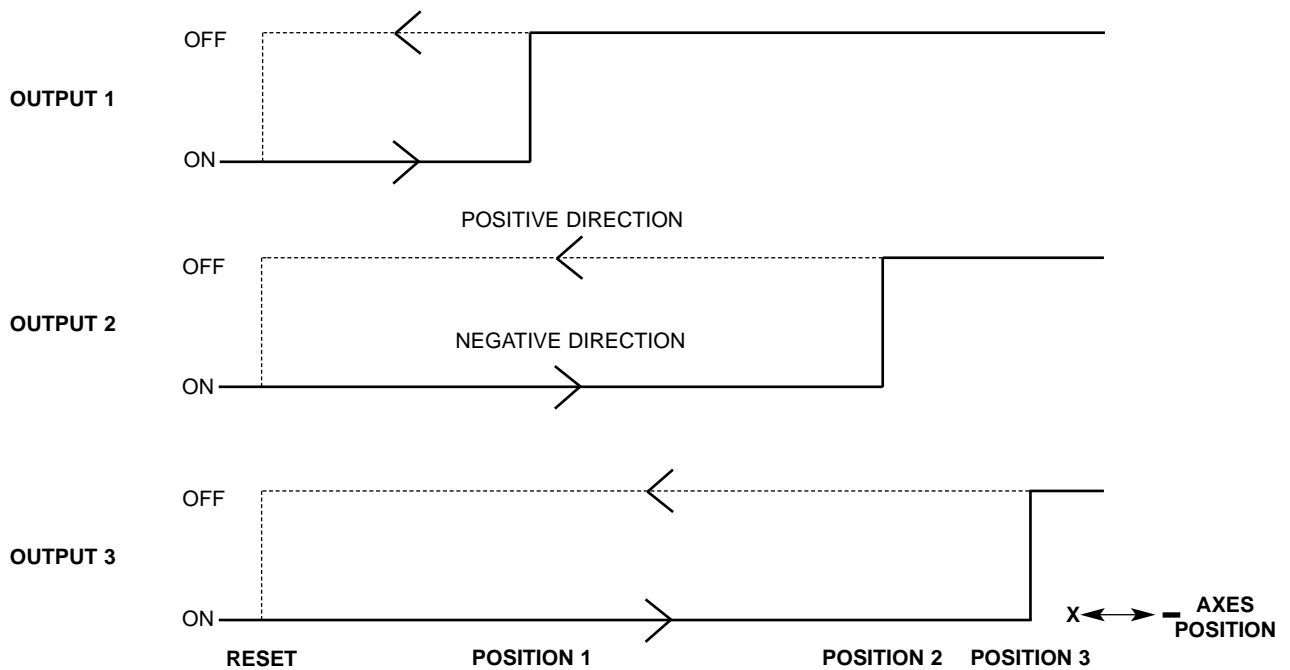 OFF
OUTPUT 1
ON
POSITIVE DIRECTION
OFF
OUTPUT 2
NEGATIVE DIRECTION
ON
OFF
OUTPUT 3
ON
X
- AXES
POSITION
RESET POSITION 1 POSITION 2 POSITION 3